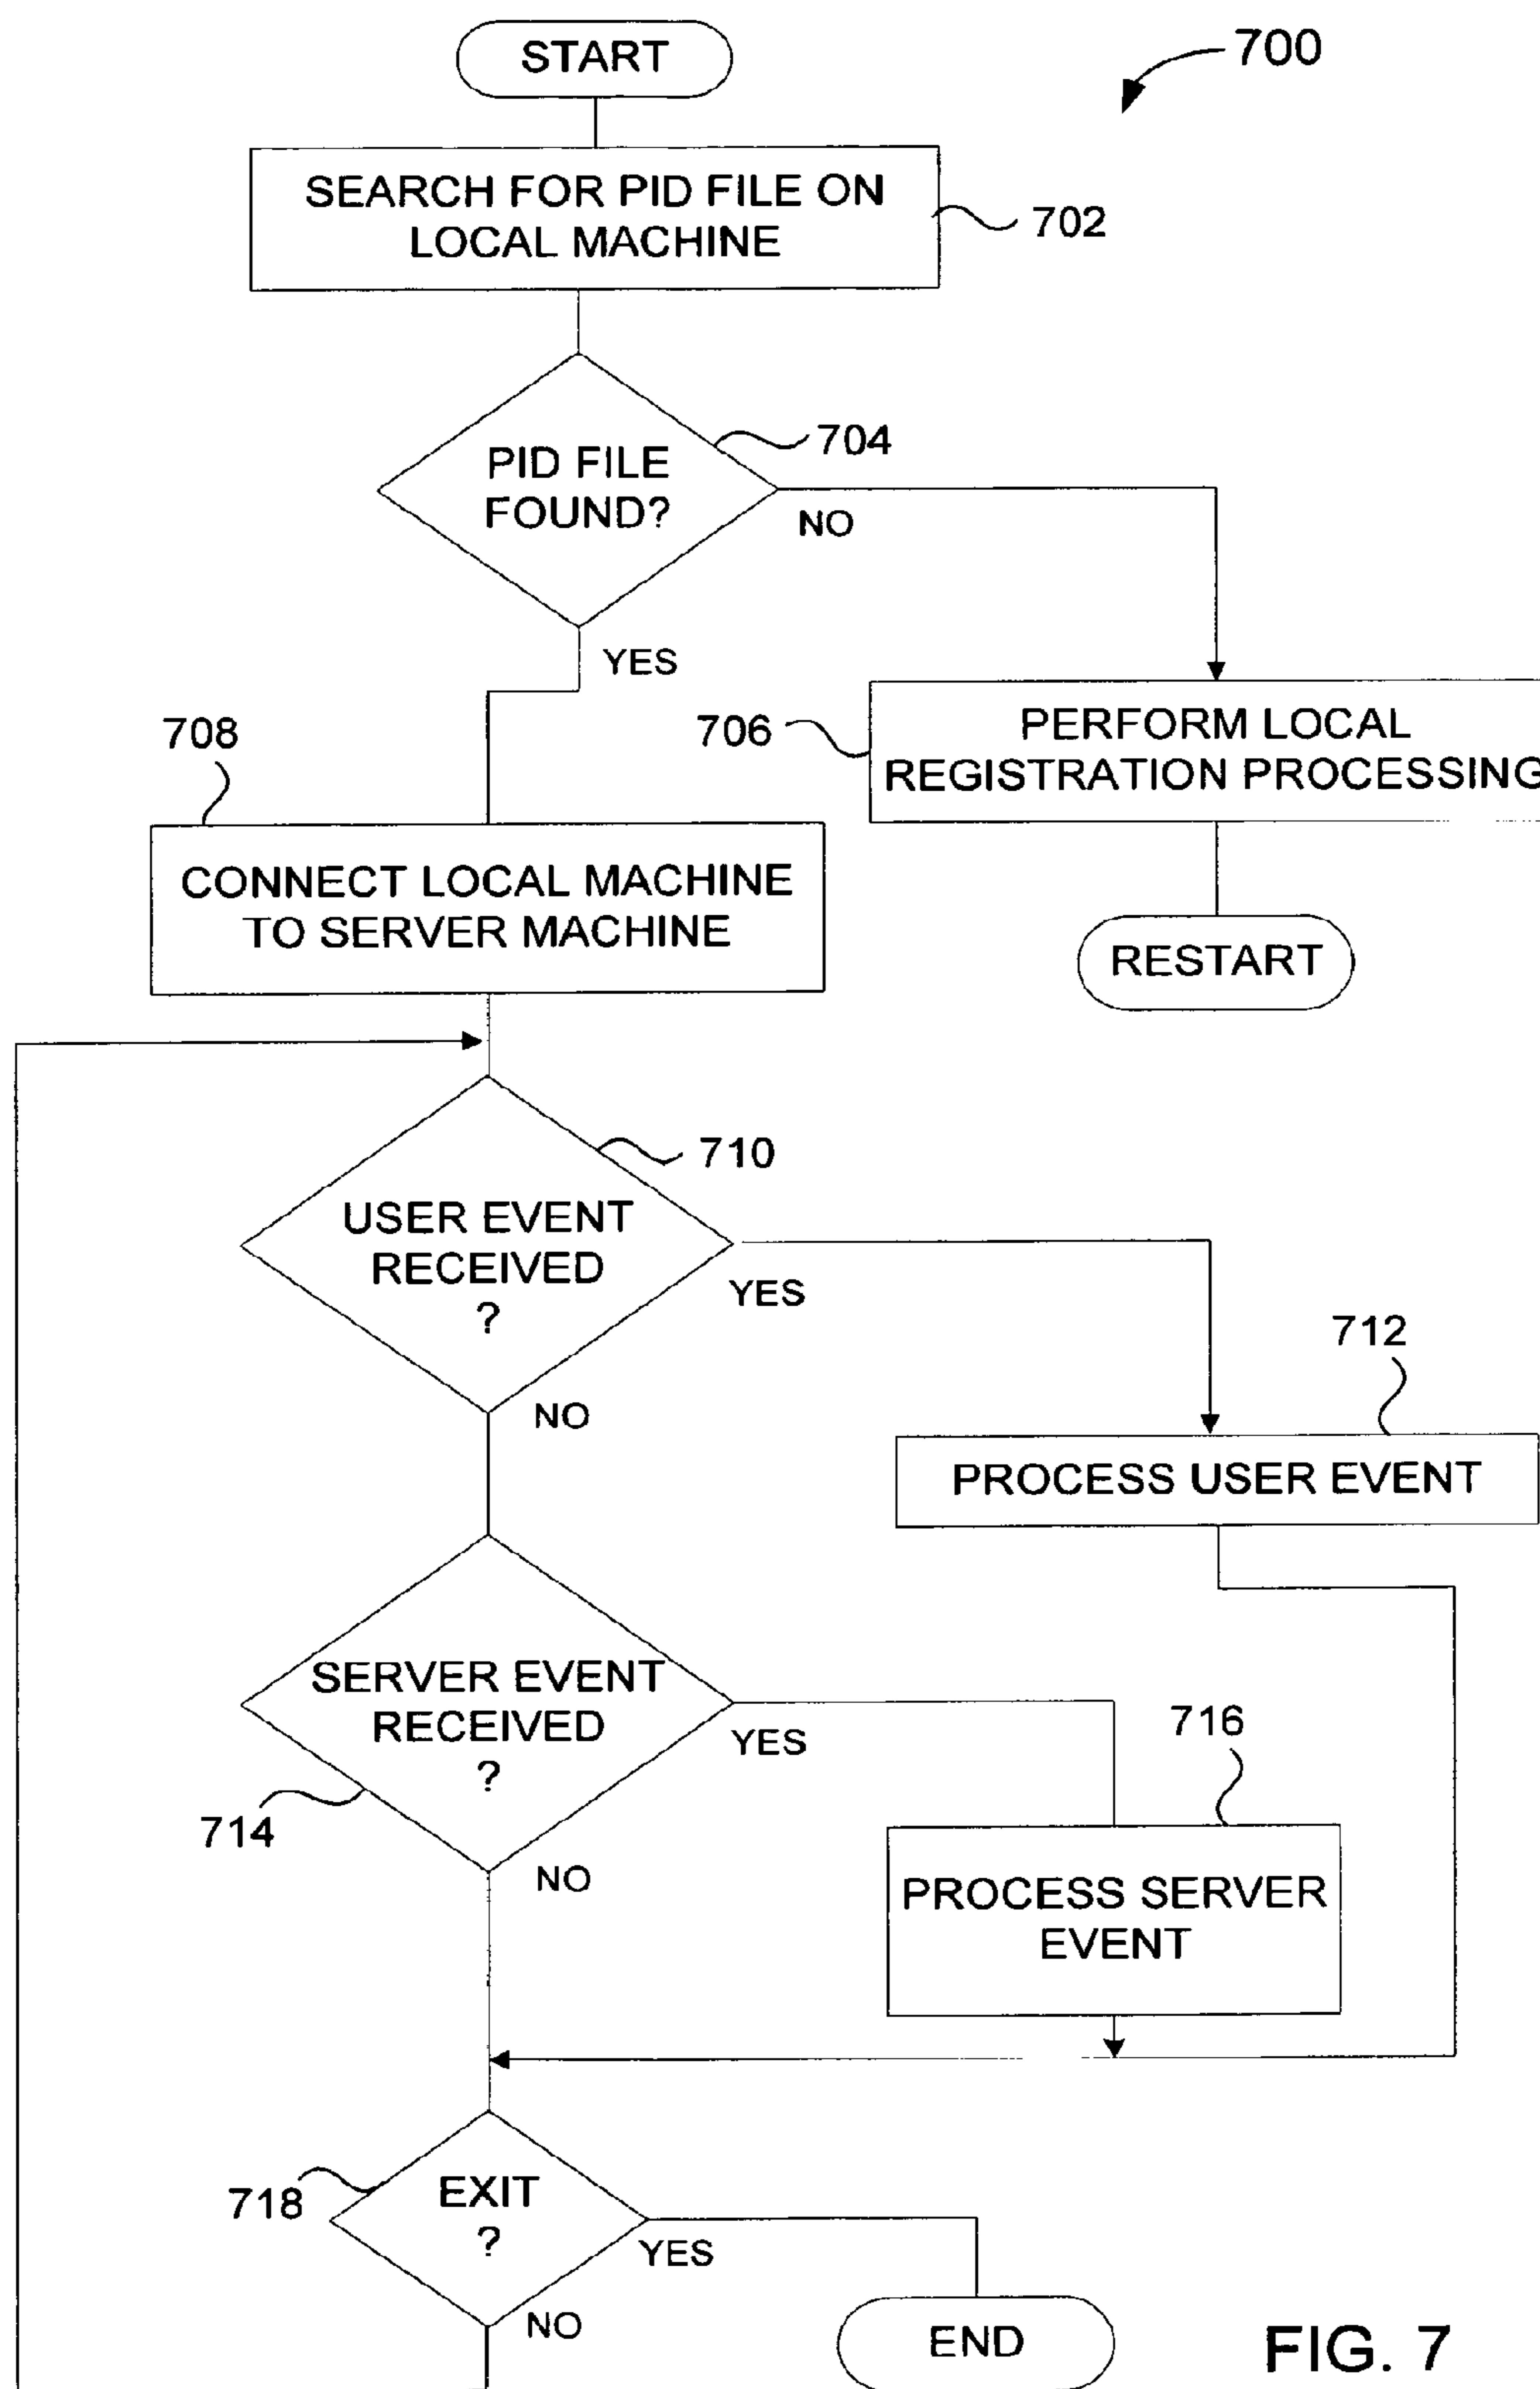 START
700
SEARCH FOR PID FILE ON
LOCAL MACHINE
702
PID FILE
FOUND?
704
NO
YES
708
706
PERFORM LOCAL
REGISTRATION PROCESSING
CONNECT LOCAL MACHINE
TO SERVER MACHINE
RESTART
710
USER EVENT
RECEIVED
?
YES
NO
712
PROCESS USER EVENT
SERVER EVENT
RECEIVED
?
YES
714
NO
716
PROCESS SERVER
EVENT
718
EXIT
?
YES
NO
END
FIG. 7